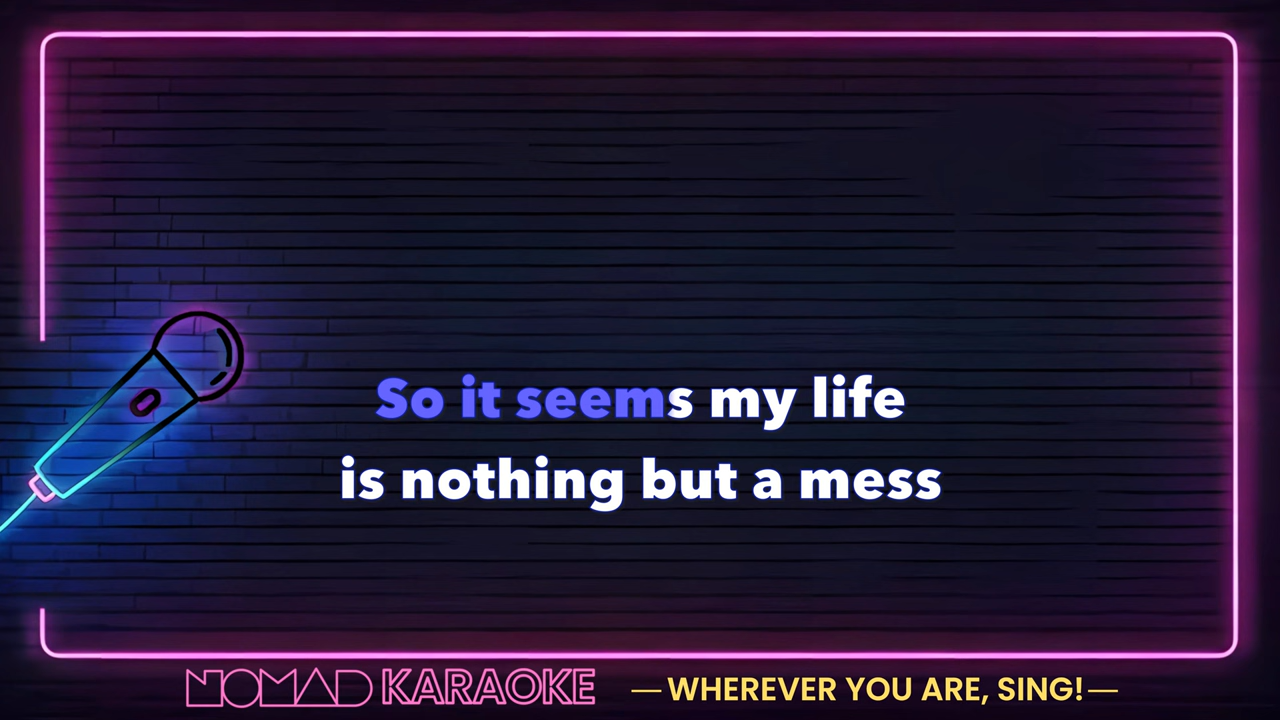 So it seems my life
is nothing but a mess
NOMAD KARAOKE — WHEREVER YOU ARE, SING! —